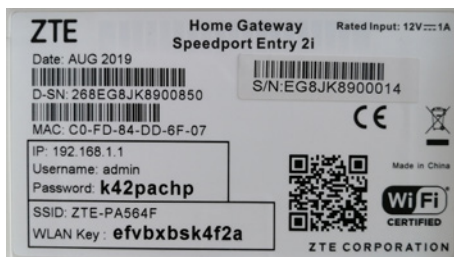 ZTE
Home Gateway
Speedport Entry 2i
Rated Input: 12V⎓1A
Date: AUG 2019
D-SN: 268EG8JK8900850
S/N:EG8JK8900014
MAC: C0-FD-84-DD-6F-07
CE
IP: 192.168.1.1
Username: admin
Password: k42pachp
Made in China
SSID: ZTE-PA564F
WLAN Key : efvbxbsk4f2a
Wi Fi
CERTIFIED
ZTE CORPORATION